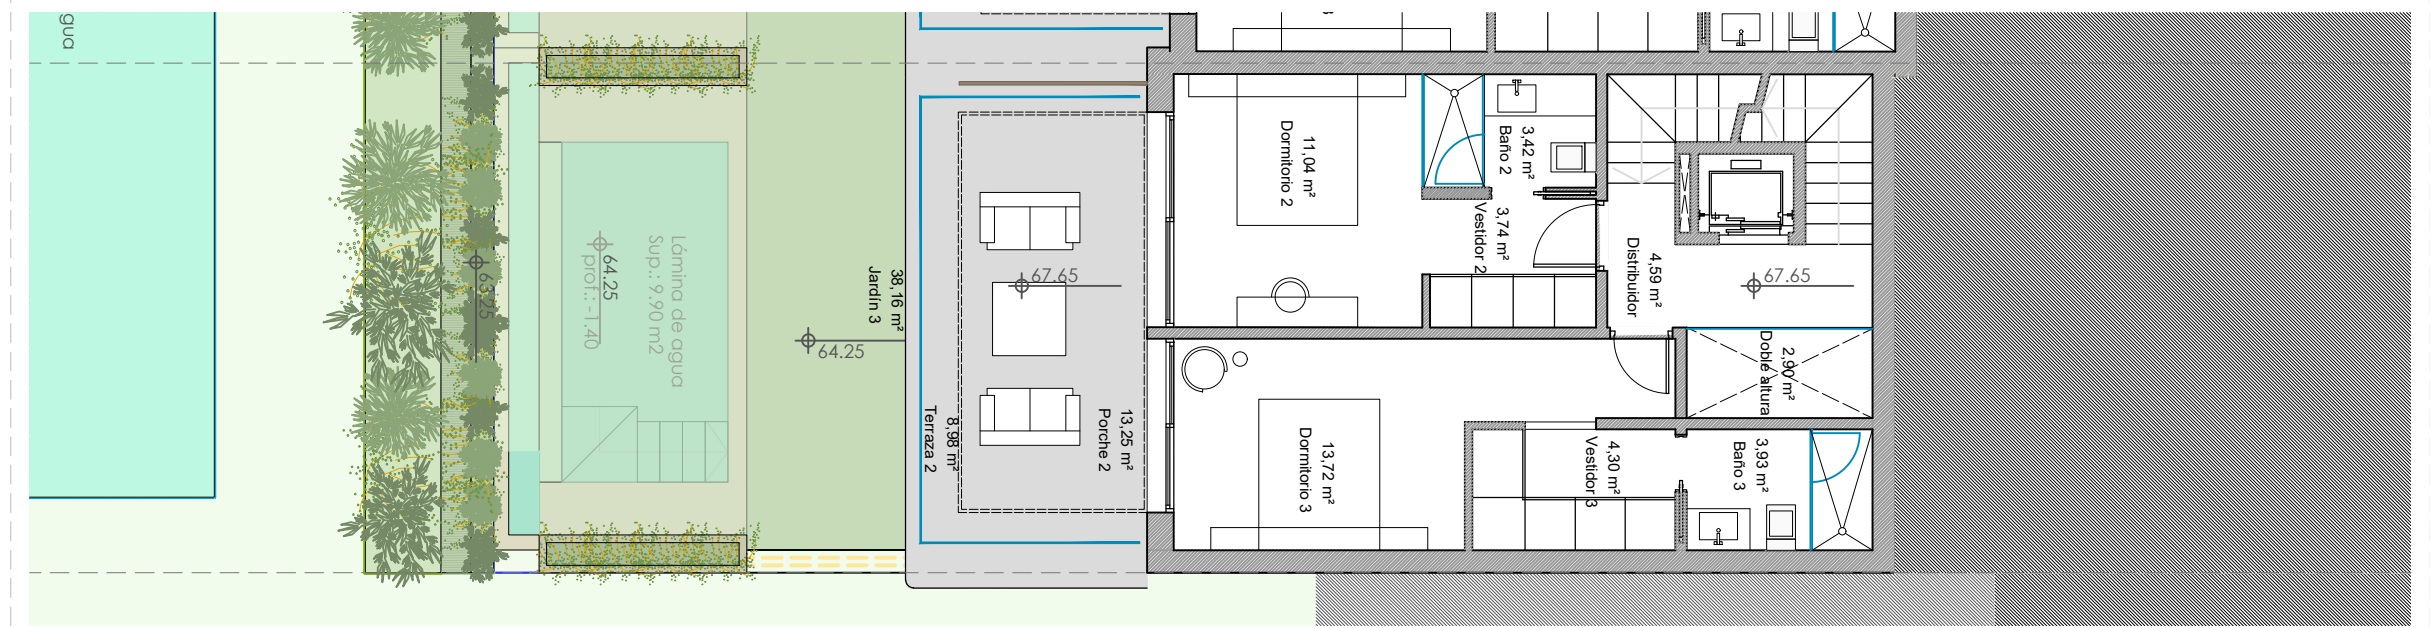 agua
64.25
prof.: -1.40
Lámina de agua
Sup.: 9.90 m2
63.25
Jardín 3
38,16 m²
64.25
67.65
Terraza 2
8,98 m²
Porche 2
13,25 m²
Dormitorio 2
11,04 m²
Baño 2
3,42 m²
Vestidor 2
3,74 m²
Distribuidor
4,59 m²
67.65
Doble altura
2,90 m²
Dormitorio 3
13,72 m²
Vestidor 3
4,30 m²
Baño 3
3,93 m²